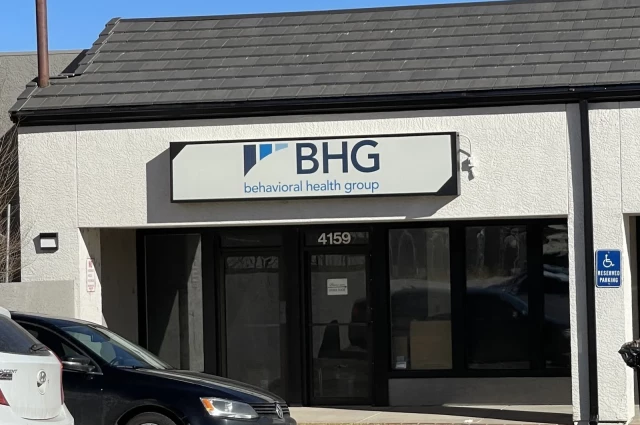 BHG
behavioral health group
4159
RESERVED
PARKING